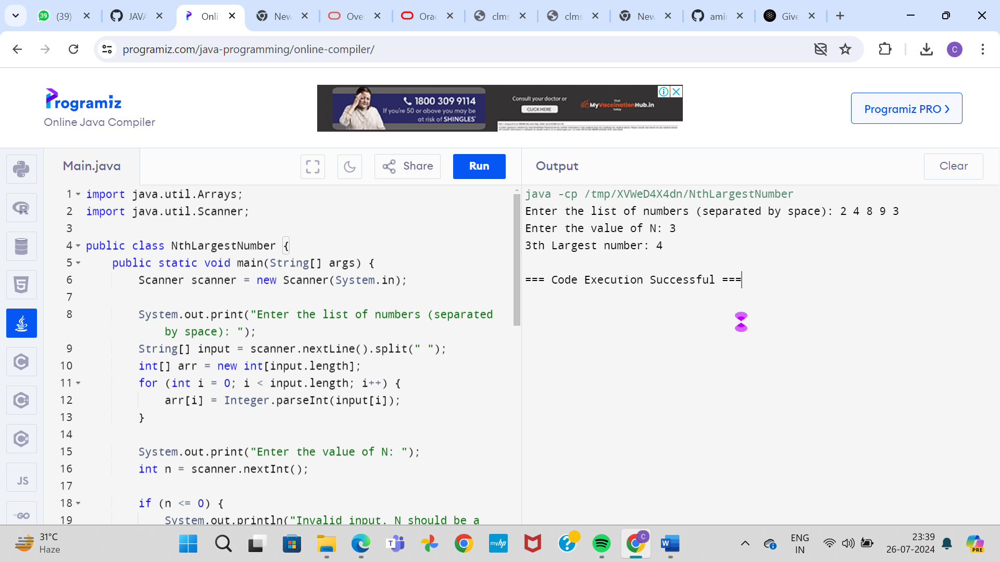 39 (39)
JAVA
Onli
New
Ove
Orac
clms
clms
New
amir
Give
programiz.com/java-programming/online-compiler/
C
Programiz
Online Java Compiler
1800 309 9114
If you're 50 or above you may be
at risk of SHINGLES*
Consult your doctor or
CLICK HERE
Visit
MyVaccinationHub.in
today
Programiz PRO ❯
Main.java
Share
Run
Output
Clear
1 import java.util.Arrays;
2 import java.util.Scanner;
3
4 public class NthLargestNumber {
5 public static void main(String[] args) {
6 Scanner scanner = new Scanner(System.in);
7
8 System.out.print("Enter the list of numbers (separated
by space): ");
9 String[] input = scanner.nextLine().split(" ");
10 int[] arr = new int[input.length];
11 for (int i = 0; i < input.length; i++) {
12 arr[i] = Integer.parseInt(input[i]);
13 }
14
15 System.out.print("Enter the value of N: ");
16 int n = scanner.nextInt();
17
18 if (n <= 0) {
19 System.out.println("Invalid input. N should be a
java -cp /tmp/XVWeD4X4dn/NthLargestNumber
Enter the list of numbers (separated by space): 2 4 8 9 3
Enter the value of N: 3
3th Largest number: 4
=== Code Execution Successful ===
JS
GO
31°C
Haze
T
myhp
?
C
W
ENG
IN
23:39
26-07-2024
PRE